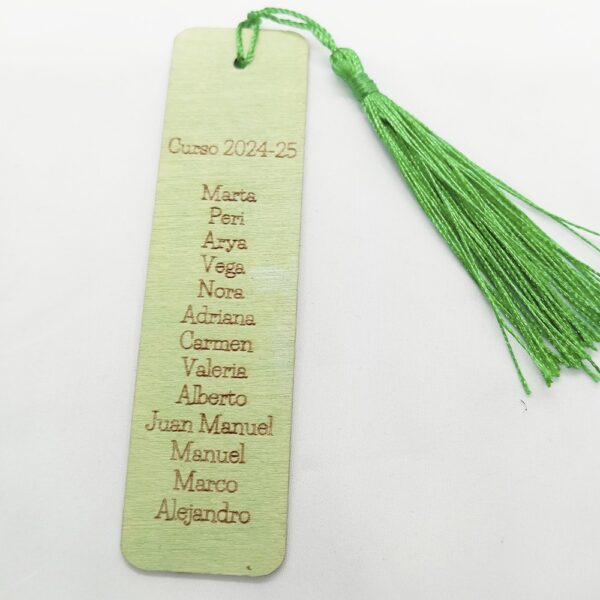 Curso 2024-25
Marta
Peri
Arya
Vega
Nora
Adriana
Carmen
Valeria
Alberto
Juan Manuel
Manuel
Marco
Alejandro